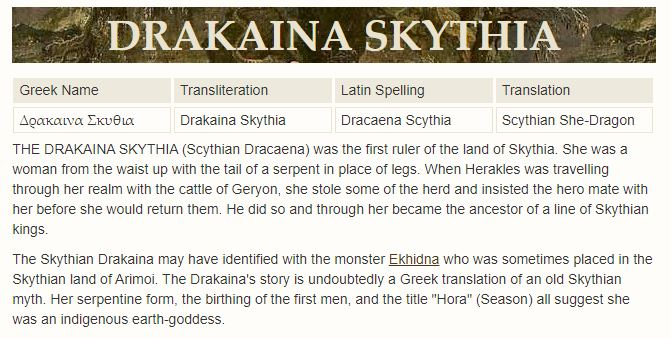 DRAKAINA SKYTHIA
Greek Name Transliteration Latin Spelling Translation
Δρακαινα Σκυθια Drakaina Skythia Dracaena Scythia Scythian She-Dragon
THE DRAKAINA SKYTHIA (Scythian Dracaena) was the first ruler of the land of Skythia. She was a
woman from the waist up with the tail of a serpent in place of legs. When Herakles was travelling
through her realm with the cattle of Geryon, she stole some of the herd and insisted the hero mate with
her before she would return them. He did so and through her became the ancestor of a line of Skythian
kings.
The Skythian Drakaina may have identified with the monster Ekhidna who was sometimes placed in the
Skythian land of Arimoi. The Drakaina's story is undoubtedly a Greek translation of an old Skythian
myth. Her serpentine form, the birthing of the first men, and the title "Hora" (Season) all suggest she
was an indigenous earth-goddess.